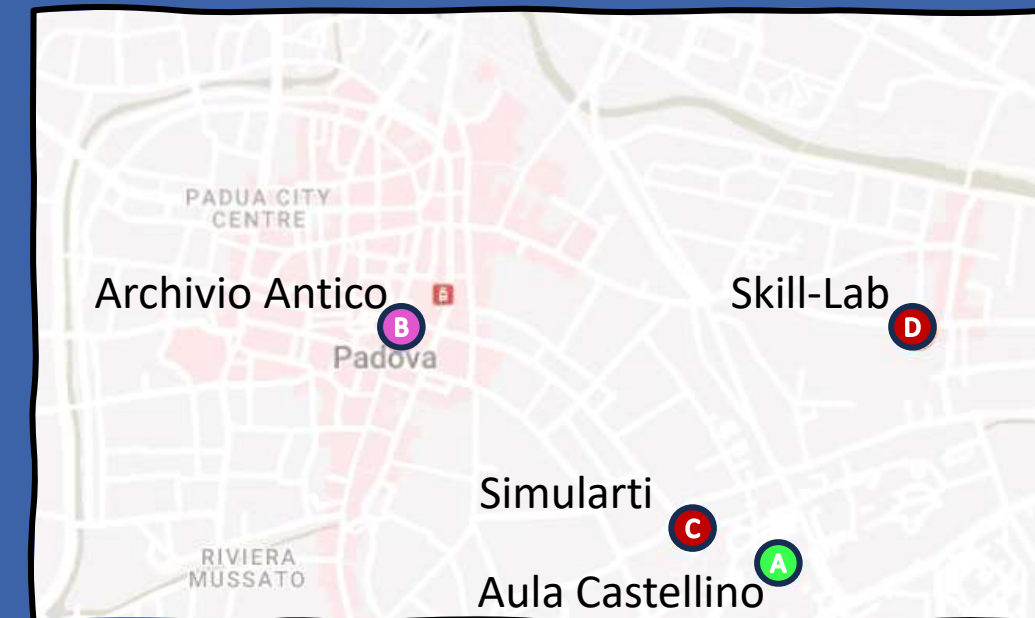 PADUA CITY
CENTRE
Archivio Antico
B
Padova
Skill-Lab
D
Simularti
C
A
Aula Castellino
RIVIERA
MUSSATO